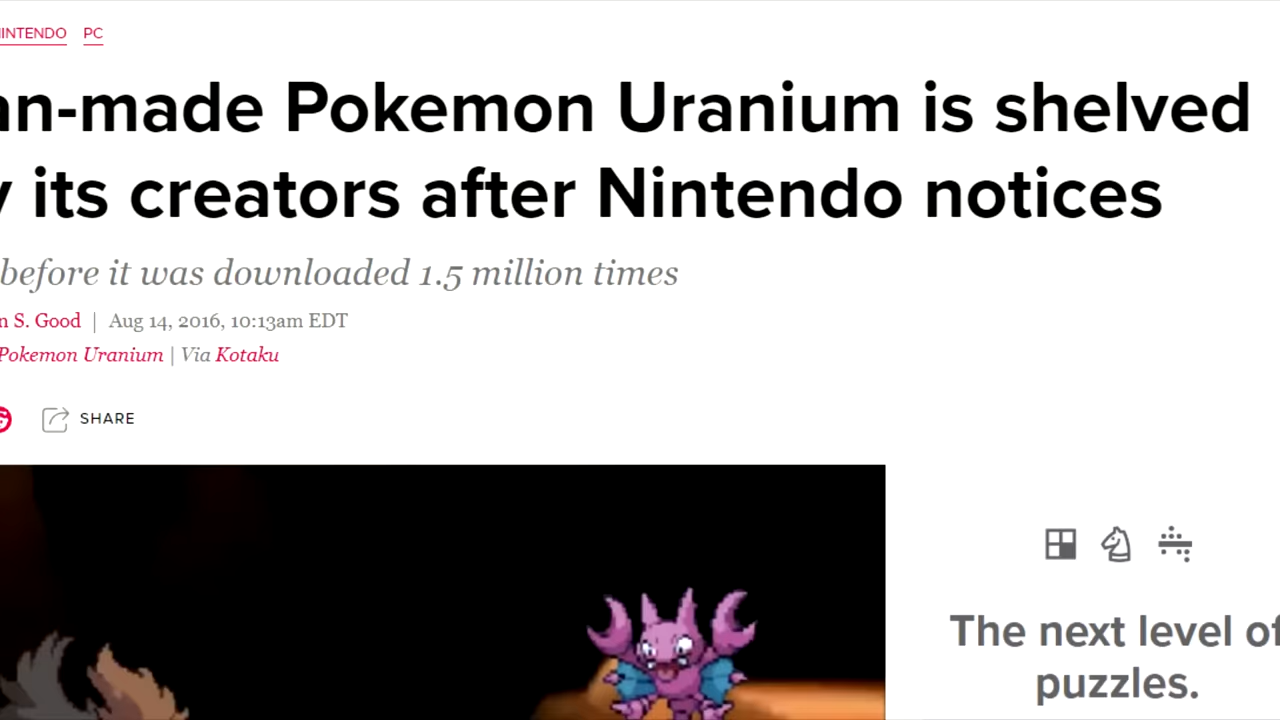 NINTENDO PC
an-made Pokemon Uranium is shelved
its creators after Nintendo notices
before it was downloaded 1.5 million times
n S. Good | Aug 14, 2016, 10:13am EDT
Pokemon Uranium | Via Kotaku
SHARE
The next level of
puzzles.